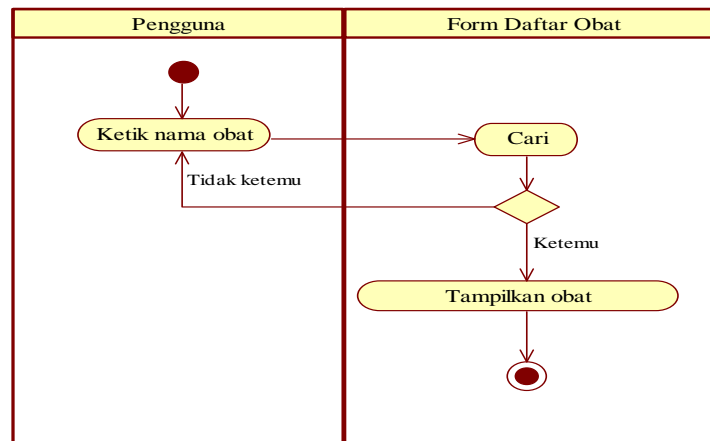 Pengguna
Form Daftar Obat
Ketik nama obat
Cari
Tidak ketemu
Ketemu
Tampilkan obat